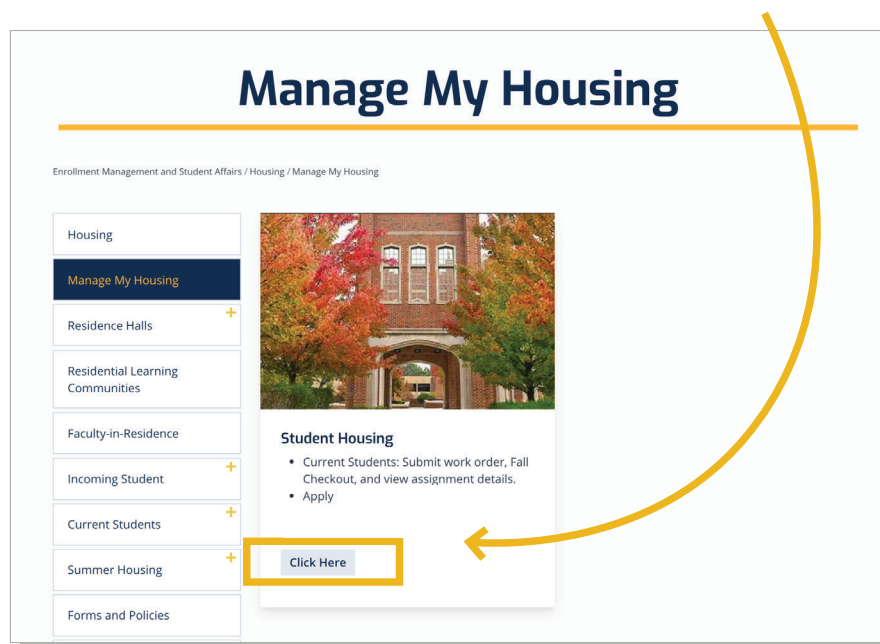 Manage My Housing
Enrollment Management and Student Affairs / Housing / Manage My Housing
Housing
Manage My Housing
Residence Halls
+
Residential Learning
Communities
Faculty-in-Residence
Incoming Student
+
Current Students
+
Summer Housing
+
Forms and Policies
Student Housing
• Current Students: Submit work order, Fall
Checkout, and view assignment details.
• Apply
Click Here